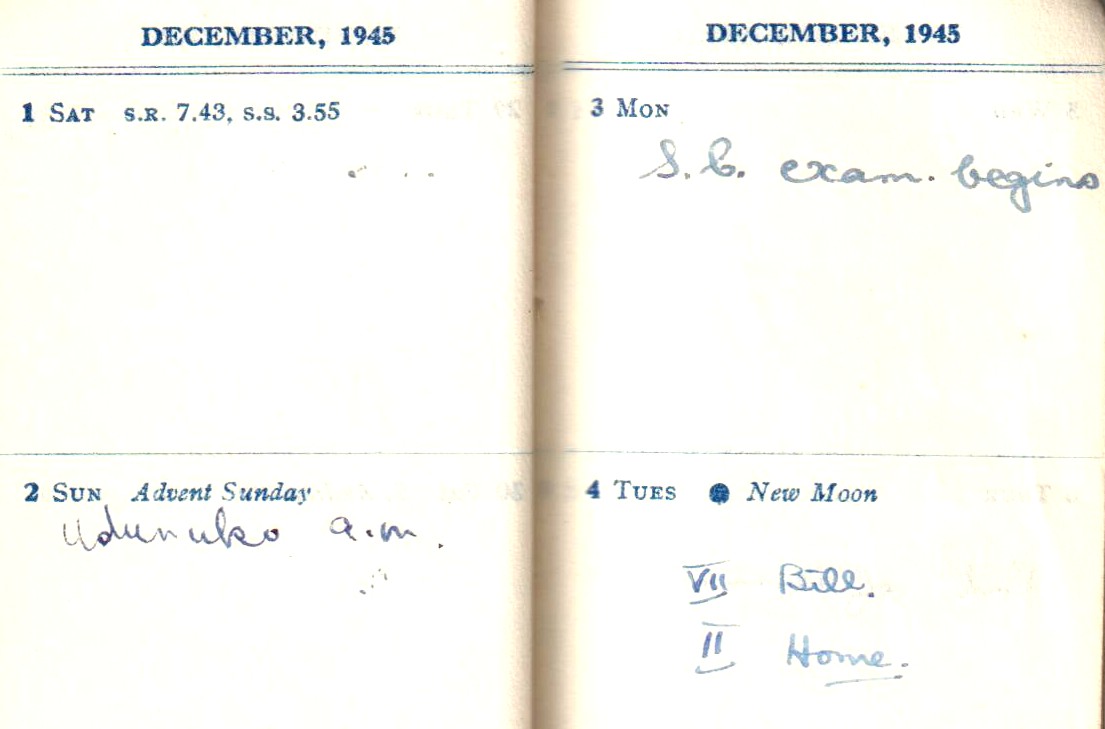 DECEMBER, 1945
1 SAT S.R. 7.43, S.S. 3.55
2 SUN Advent Sunday
a.m.
DECEMBER, 1945
3 MON
S.C. exam. begins
4 TUES New Moon
VII Bill.
II Home.